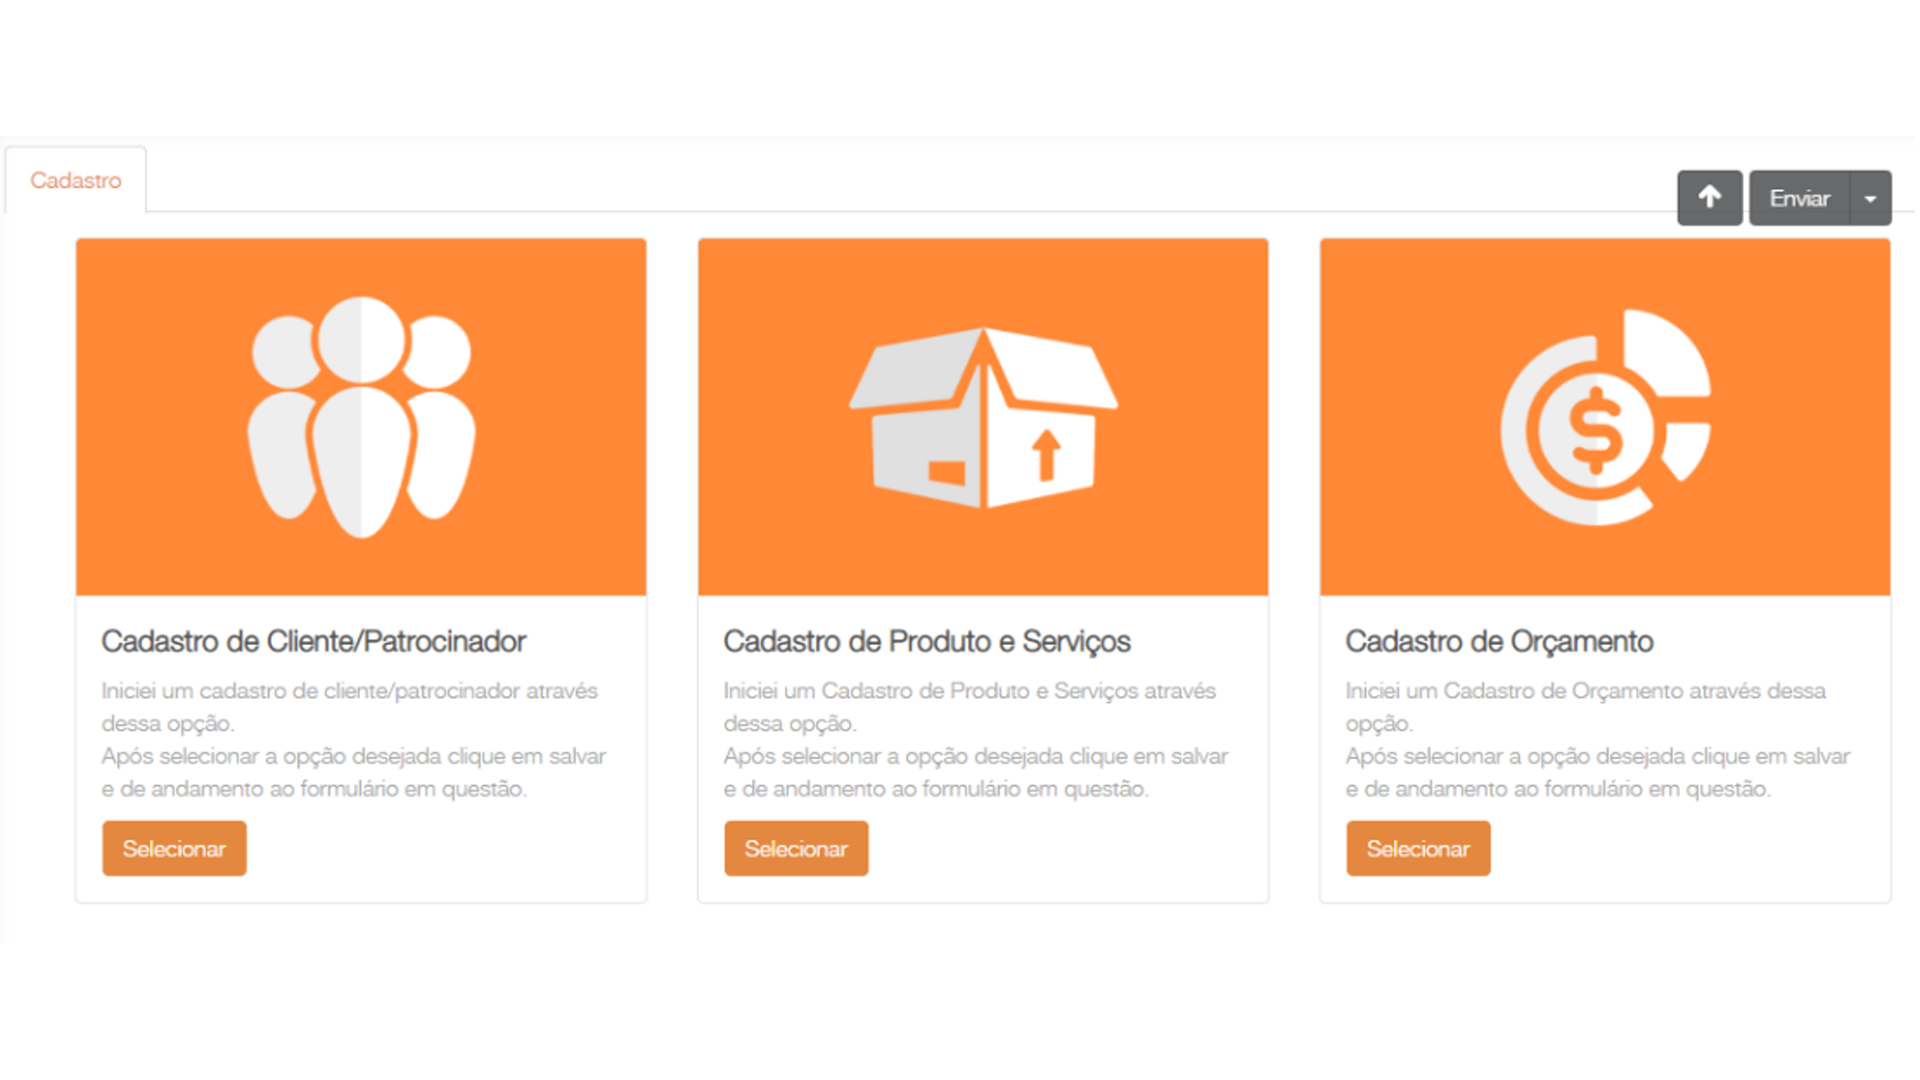 Cadastro
Enviar
Cadastro de Cliente/Patrocinador
Iniciei um cadastro de cliente/patrocinador através
dessa opção.
Após selecionar a opção desejada clique em salvar
e de andamento ao formulário em questão.
Selecionar
Cadastro de Produto e Serviços
Iniciei um Cadastro de Produto e Serviços através
dessa opção.
Após selecionar a opção desejada clique em salvar
e de andamento ao formulário em questão.
Selecionar
$
Cadastro de Orçamento
Iniciei um Cadastro de Orçamento através dessa
opção.
Após selecionar a opção desejada clique em salvar
e de andamento ao formulário em questão.
Selecionar